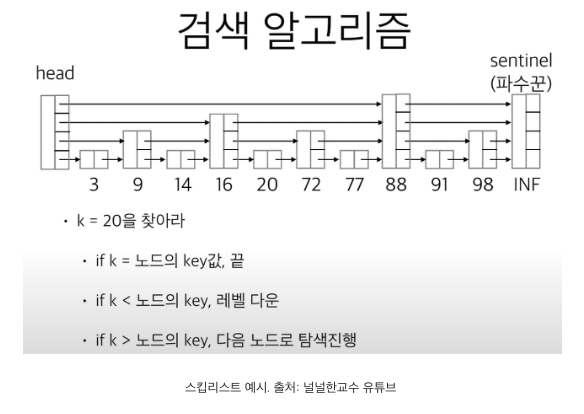 검색 알고리즘
head
sentinel
(파수꾼)
3 9 14 16 20 72 77 88 91 98 INF
• k = 20을 찾아라
• if k = 노드의 key값, 끝
• if k < 노드의 key, 레벨 다운
• if k > 노드의 key, 다음 노드로 탐색진행
스킵리스트 예시. 출처: 널널한교수 유튜브